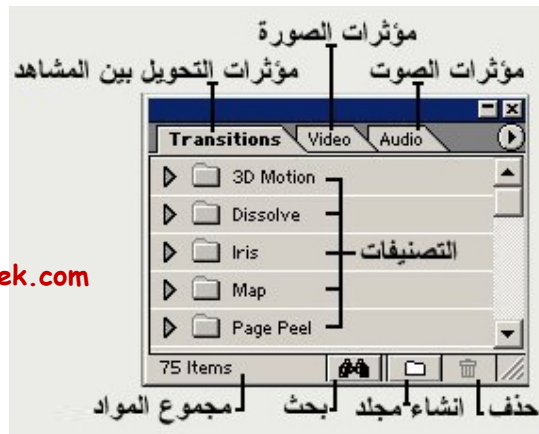 مؤثرات الصورة
مؤثرات التحويل بين المشاهد مؤثرات الصوت
Transitions Video Audio
3D Motion
Dissolve
Iris
التصنيفات
ek.com
Map
Page Peel
75 Items
مجموع المواد بحث انشاء مجلد حذف